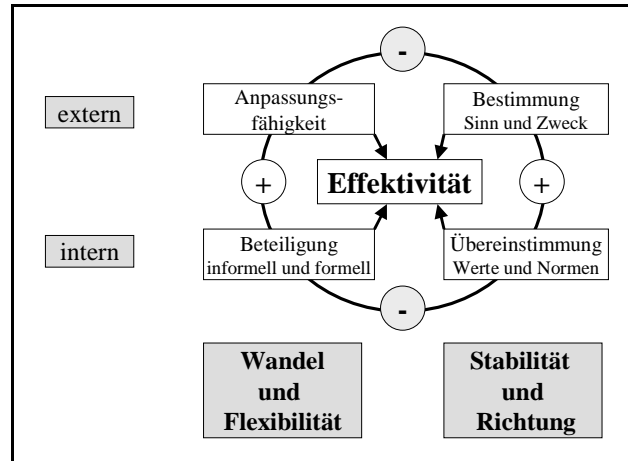 -
extern
Anpassungs-
fähigkeit
Bestimmung
Sinn und Zweck
+
Effektivität
+
intern
Beteiligung
informell und formell
Übereinstimmung
Werte und Normen
-
Wandel
und
Flexibilität
Stabilität
und
Richtung